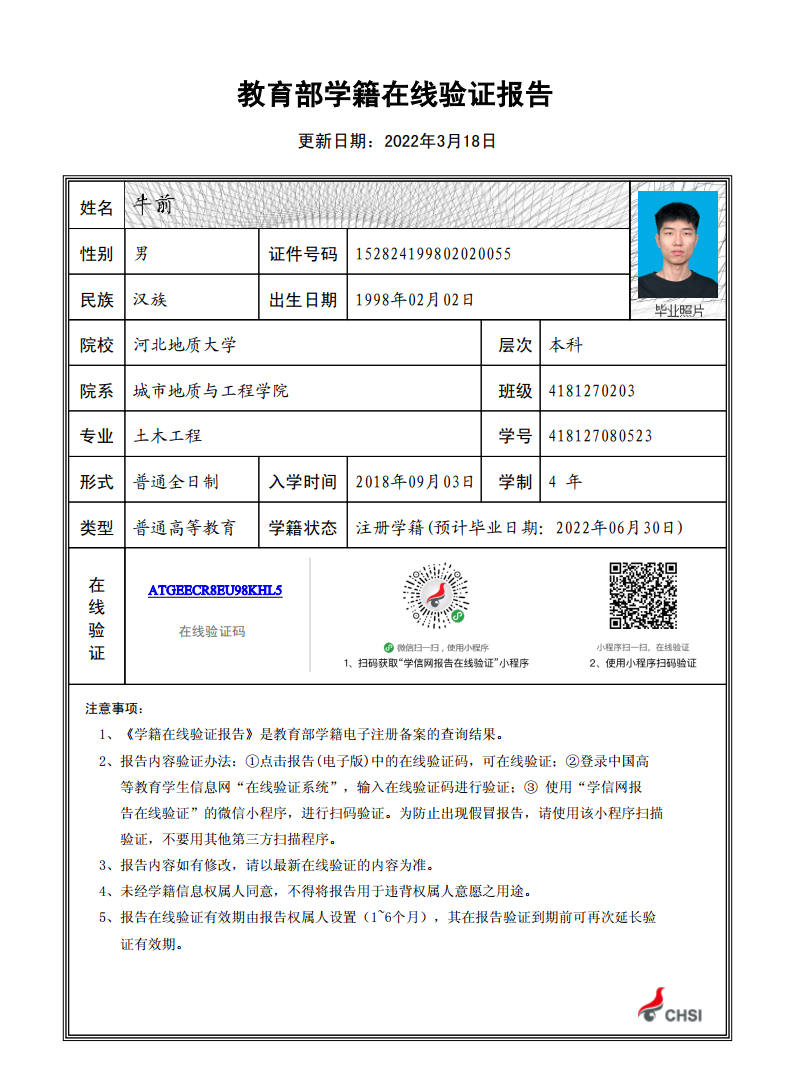 教育部学籍在线验证报告
更新日期：2022年3月18日
姓名 牛前
性别 男 证件号码 152824199802020055
民族 汉族 出生日期 1998年02月02日
毕业照片
院校 河北地质大学 层次 本科
院系 城市地质与工程学院 班级 4181270203
专业 土木工程 学号 418127080523
形式 普通全日制 入学时间 2018年09月03日 学制 4 年
类型 普通高等教育 学籍状态 注册学籍(预计毕业日期：2022年06月30日)
在线验证
ATGEECR8EU98KHL5
在线验证码
微信扫一扫，使用小程序
1、扫码获取“学信网报告在线验证”小程序
小程序扫一扫，在线验证
2、使用小程序扫码验证
注意事项：
1、《学籍在线验证报告》是教育部学籍电子注册备案的查询结果。
2、报告内容验证办法：①点击报告(电子版)中的在线验证码，可在线验证；②登录中国高
等教育学生信息网“在线验证系统”，输入在线验证码进行验证；③ 使用“学信网报
告在线验证”的微信小程序，进行扫码验证。为防止出现假冒报告，请使用该小程序扫描
验证，不要用其他第三方扫描程序。
3、报告内容如有修改，请以最新在线验证的内容为准。
4、未经学籍信息权属人同意，不得将报告用于违背权属人意愿之用途。
5、报告在线验证有效期由报告权属人设置（1~6个月），其在报告验证到期前可再次延长验
证有效期。
CHSI